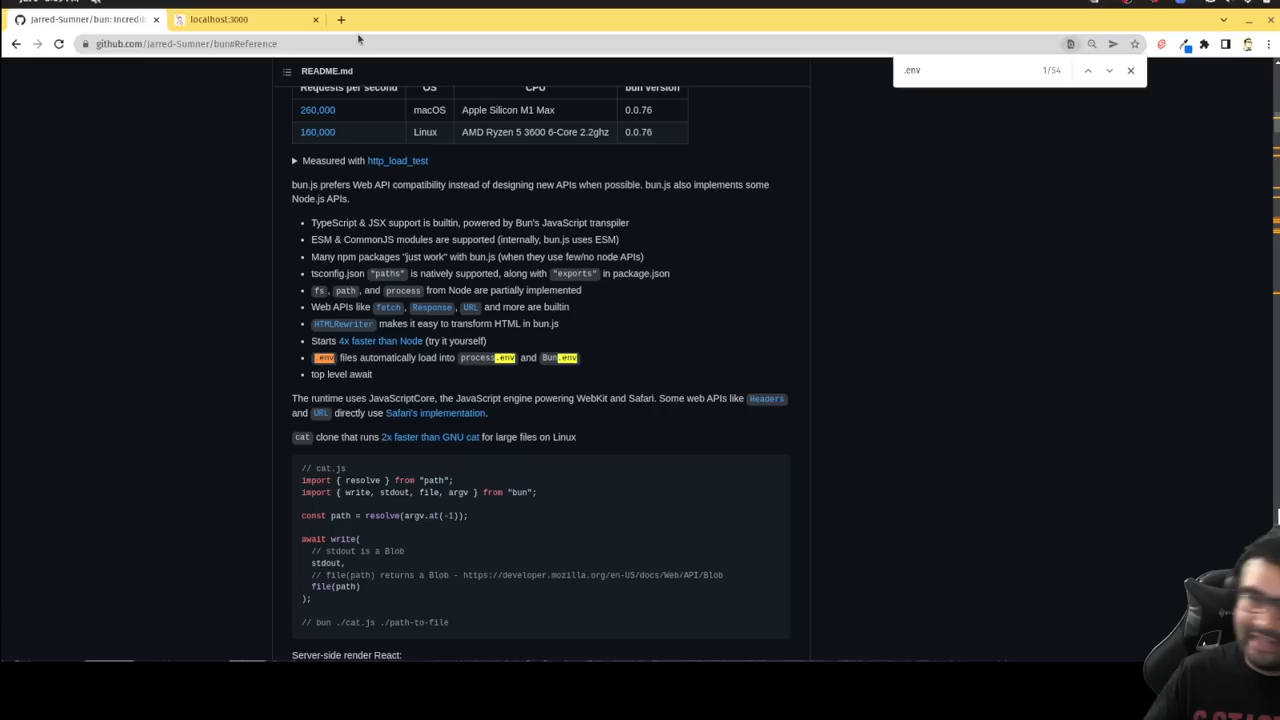 Jarred-Sumner/bun: Incredib
localhost:3000
github.com/Jarred-Sumner/bun#Reference
.env
1/54
README.md
Requests per second OS CPU bun version
260,000 macOS Apple Silicon M1 Max 0.0.76
160,000 Linux AMD Ryzen 5 3600 6-Core 2.2ghz 0.0.76
Measured with http_load_test
bun.js prefers Web API compatibility instead of designing new APIs when possible. bun.js also implements some
Node.js APIs.
TypeScript & JSX support is builtin, powered by Bun's JavaScript transpiler
ESM & CommonJS modules are supported (internally, bun.js uses ESM)
Many npm packages "just work" with bun.js (when they use few/no node APIs)
tsconfig.json "paths" is natively supported, along with "exports" in package.json
fs, path, and process from Node are partially implemented
Web APIs like fetch, Response, URL and more are builtin
HTMLRewriter makes it easy to transform HTML in bun.js
Starts 4x faster than Node (try it yourself)
.env files automatically load into process.env and Bun.env
top level await
The runtime uses JavaScriptCore, the JavaScript engine powering WebKit and Safari. Some web APIs like Headers
and URL directly use Safari's implementation.
cat clone that runs 2x faster than GNU cat for large files on Linux
// cat.js
import { resolve } from "path";
import { write, stdout, file, argv } from "bun";
const path = resolve(argv.at(-1));
await write(
// stdout is a Blob
stdout,
// file(path) returns a Blob - https://developer.mozilla.org/en-US/docs/Web/API/Blob
file(path)
);
// bun ./cat.js ./path-to-file
Server-side render React: